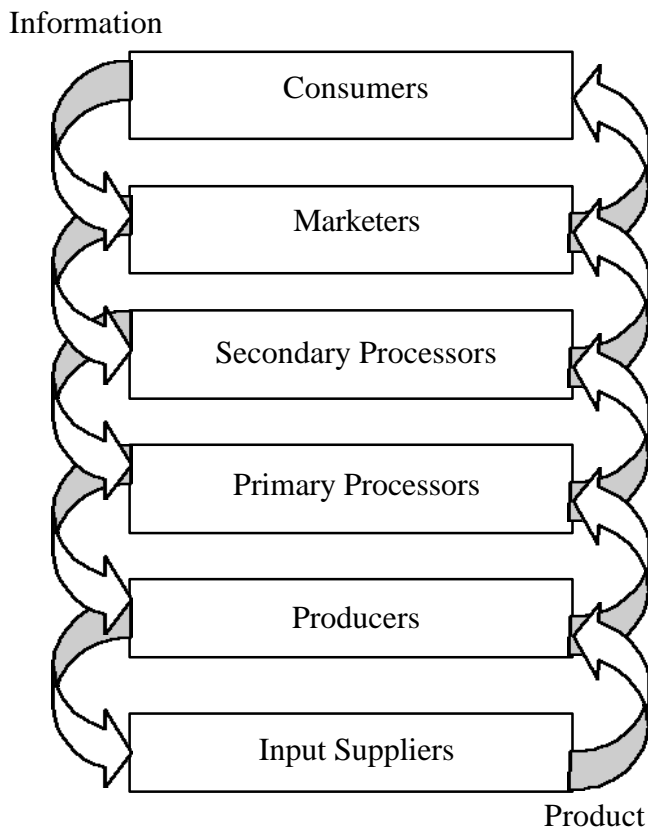 Information
Consumers
Marketers
Secondary Processors
Primary Processors
Producers
Input Suppliers
Product